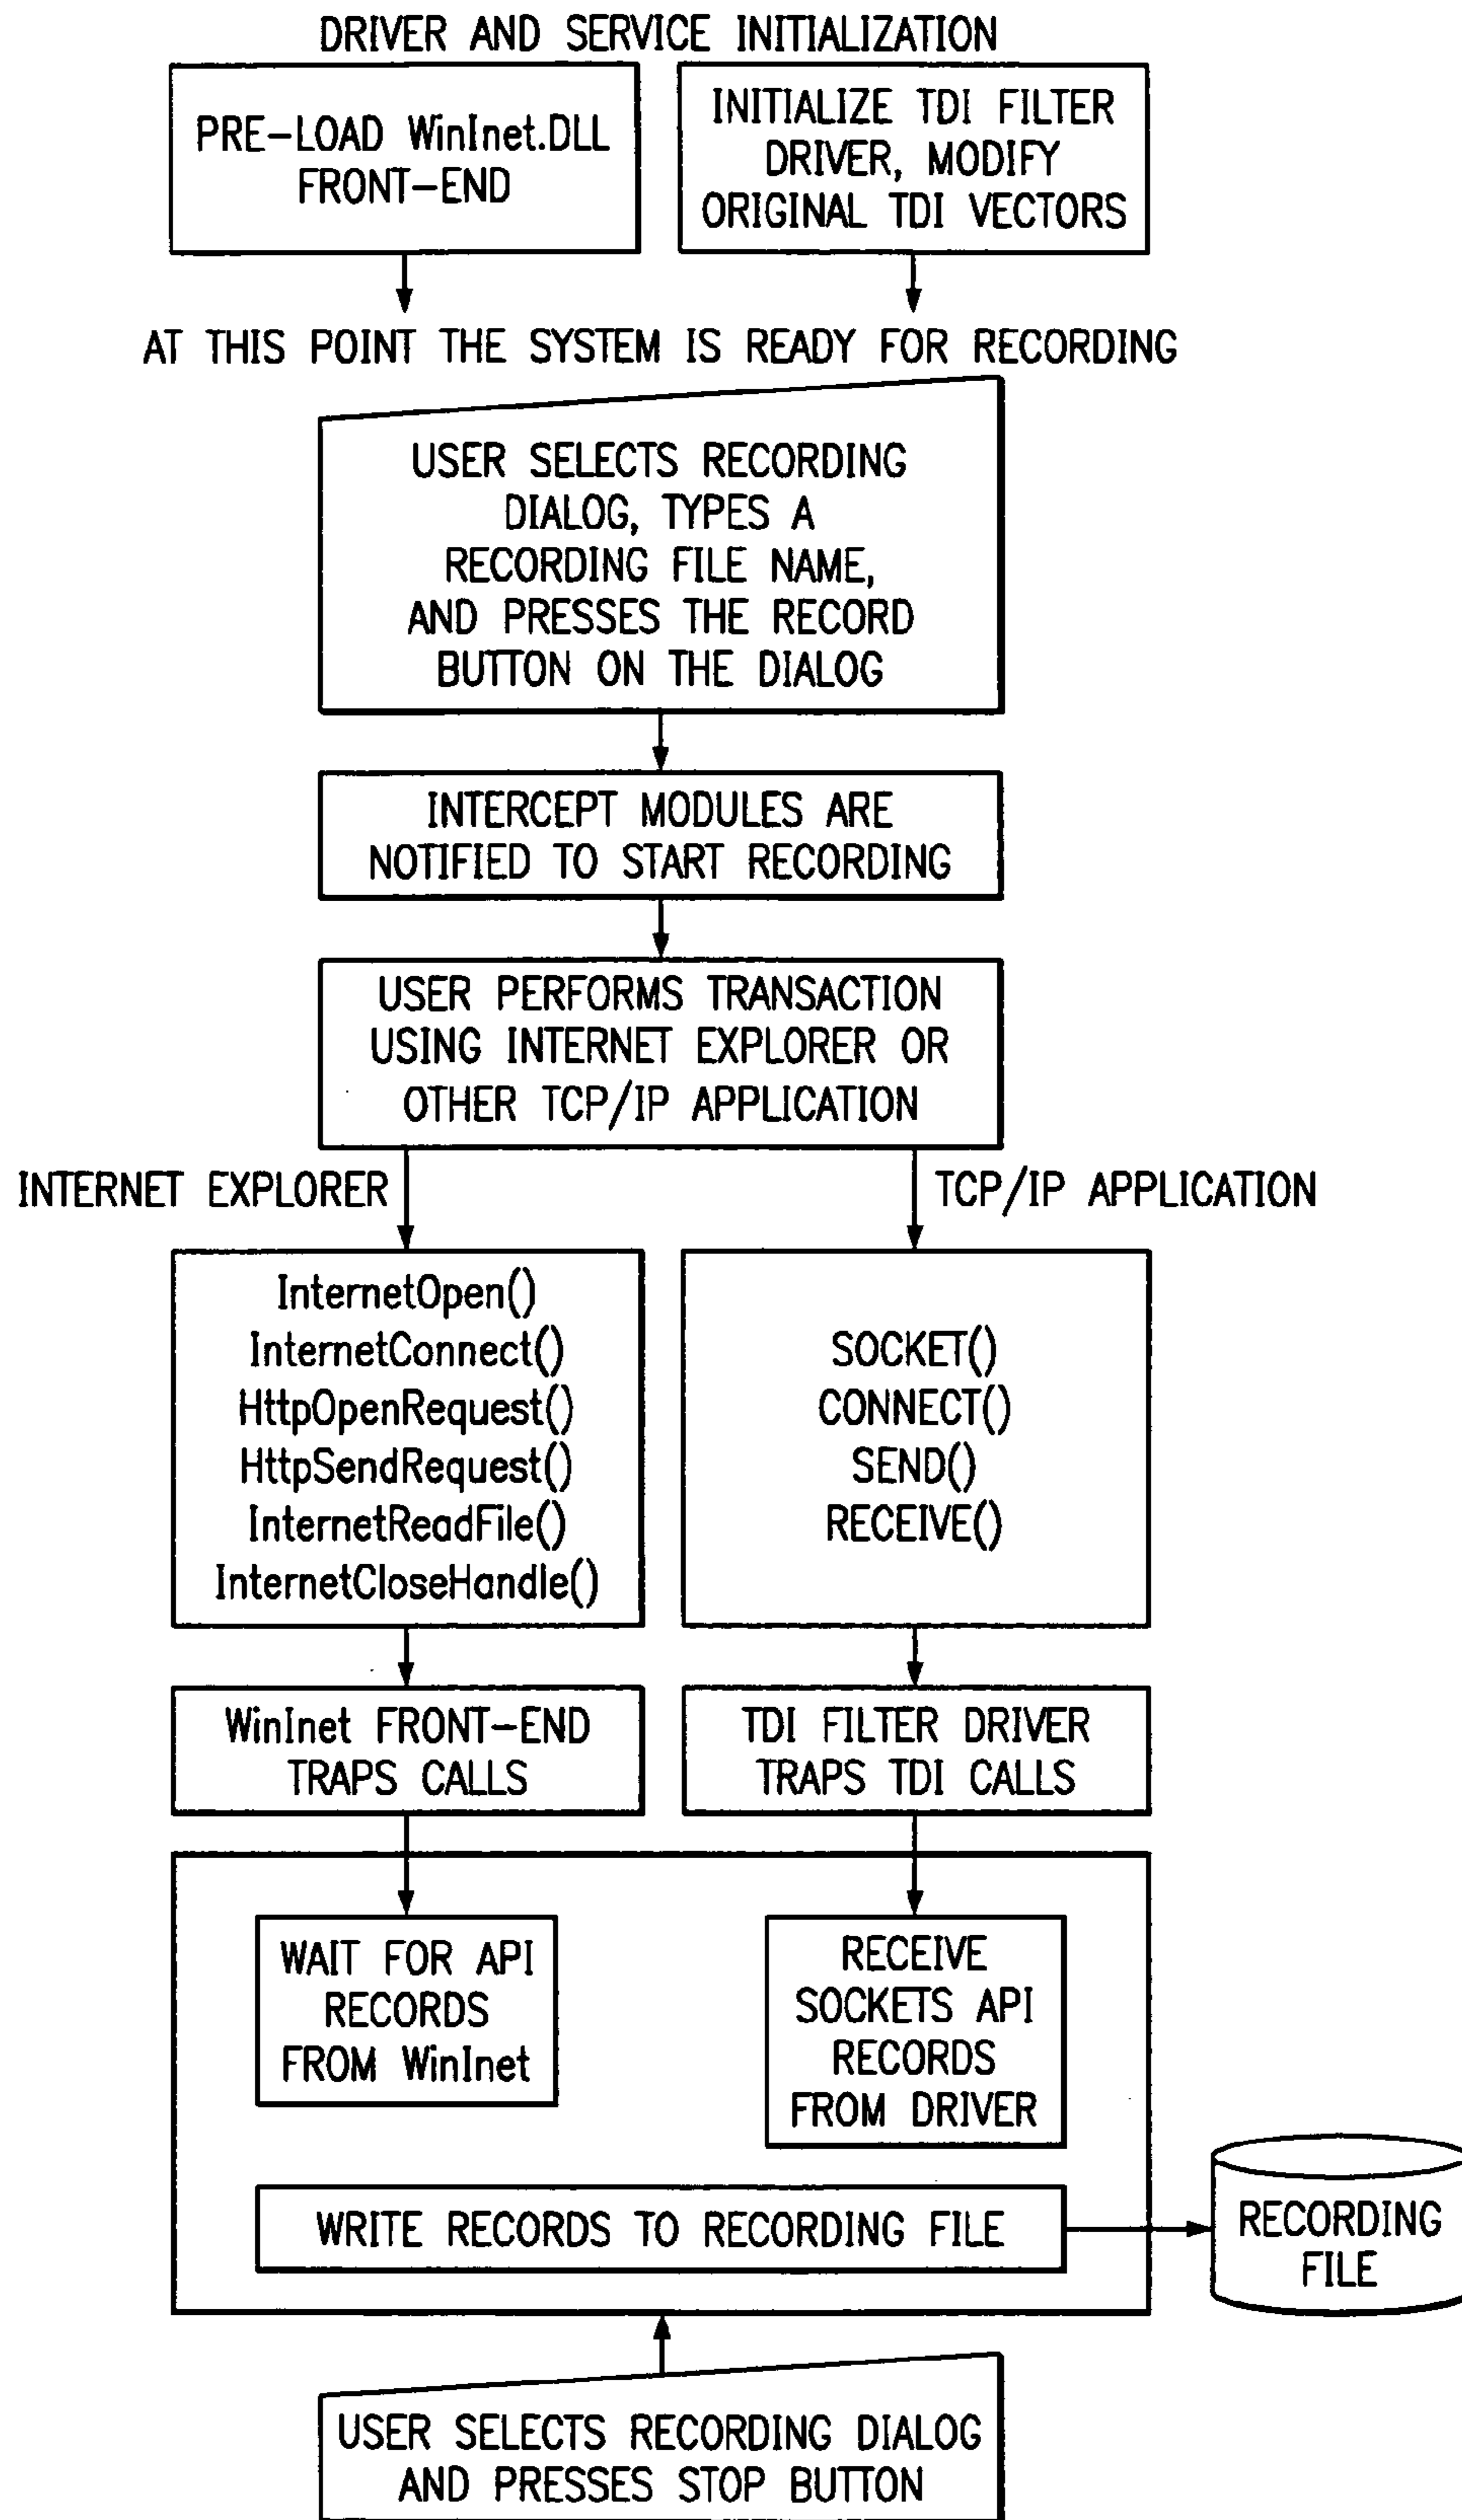 DRIVER AND SERVICE INITIALIZATION
PRE-LOAD WinInet.DLL
FRONT-END
INITIALIZE TDI FILTER
DRIVER, MODIFY
ORIGINAL TDI VECTORS
AT THIS POINT THE SYSTEM IS READY FOR RECORDING
USER SELECTS RECORDING
DIALOG, TYPES A
RECORDING FILE NAME,
AND PRESSES THE RECORD
BUTTON ON THE DIALOG
INTERCEPT MODULES ARE
NOTIFIED TO START RECORDING
USER PERFORMS TRANSACTION
USING INTERNET EXPLORER OR
OTHER TCP/IP APPLICATION
INTERNET EXPLORER
TCP/IP APPLICATION
InternetOpen()
InternetConnect()
HttpOpenRequest()
HttpSendRequest()
InternetReadFile()
InternetCloseHandle()
SOCKET()
CONNECT()
SEND()
RECEIVE()
WinInet FRONT-END
TRAPS CALLS
TDI FILTER DRIVER
TRAPS TDI CALLS
WAIT FOR API
RECORDS
FROM WinInet
RECEIVE
SOCKETS API
RECORDS
FROM DRIVER
WRITE RECORDS TO RECORDING FILE
RECORDING
FILE
USER SELECTS RECORDING DIALOG
AND PRESSES STOP BUTTON